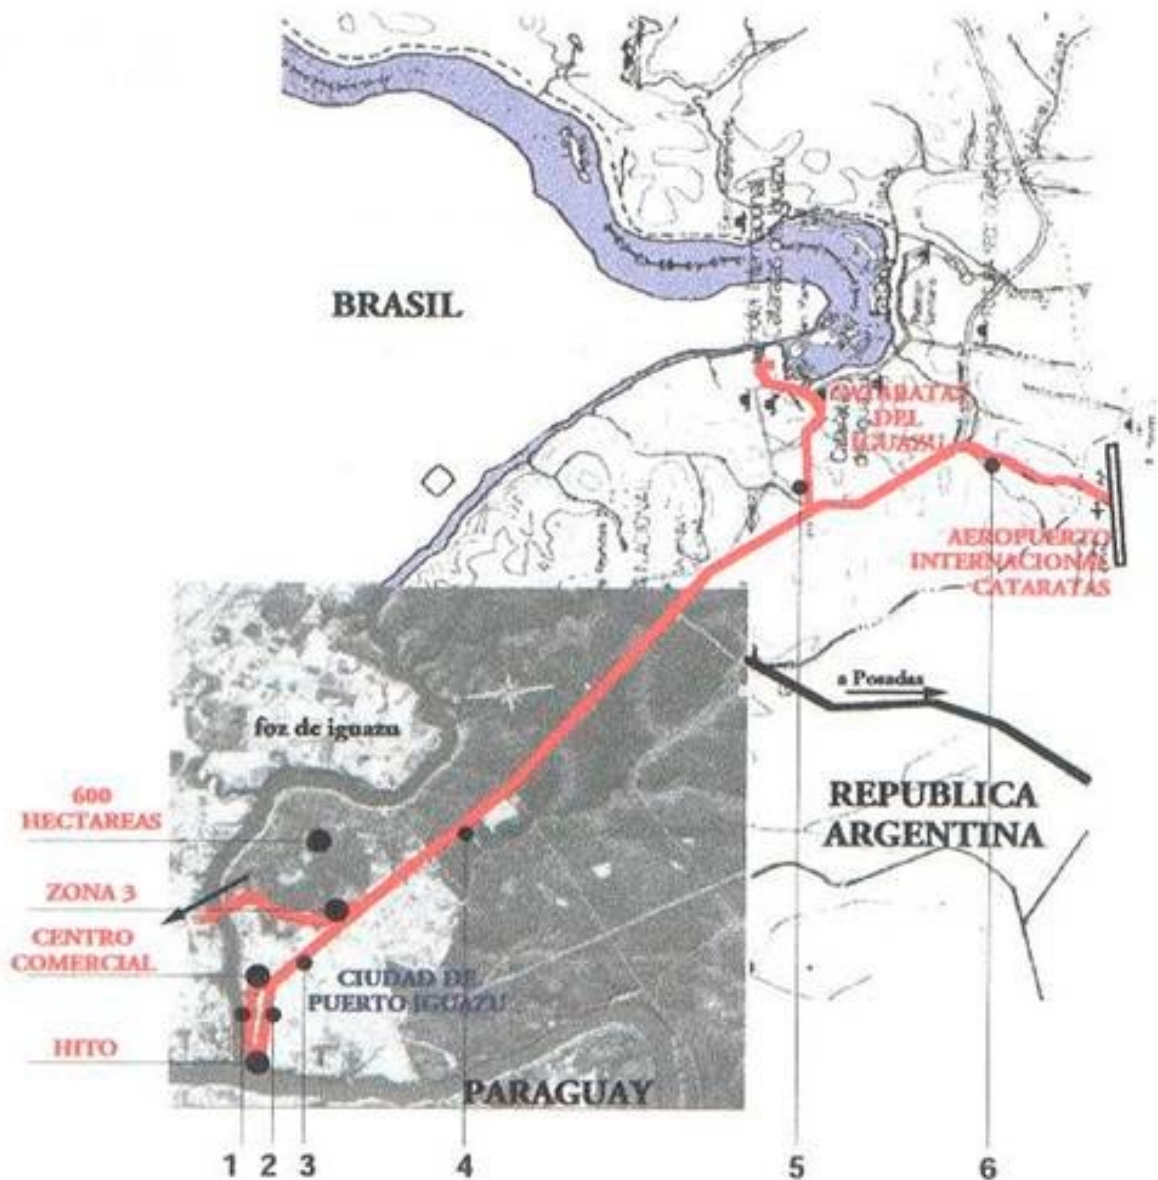 BRASIL
CATARATAS
DEL
IGUASSU
AEROPUERTO
INTERNACIONAL
CATARATAS
a Posadas
foz de iguazu
REPUBLICA
ARGENTINA
600
HECTAREAS
ZONA 3
CENTRO
COMERCIAL
CIUDAD DE
PUERTO IGUAZU
HITO
PARAGUAY
1 2 3 4 5 6